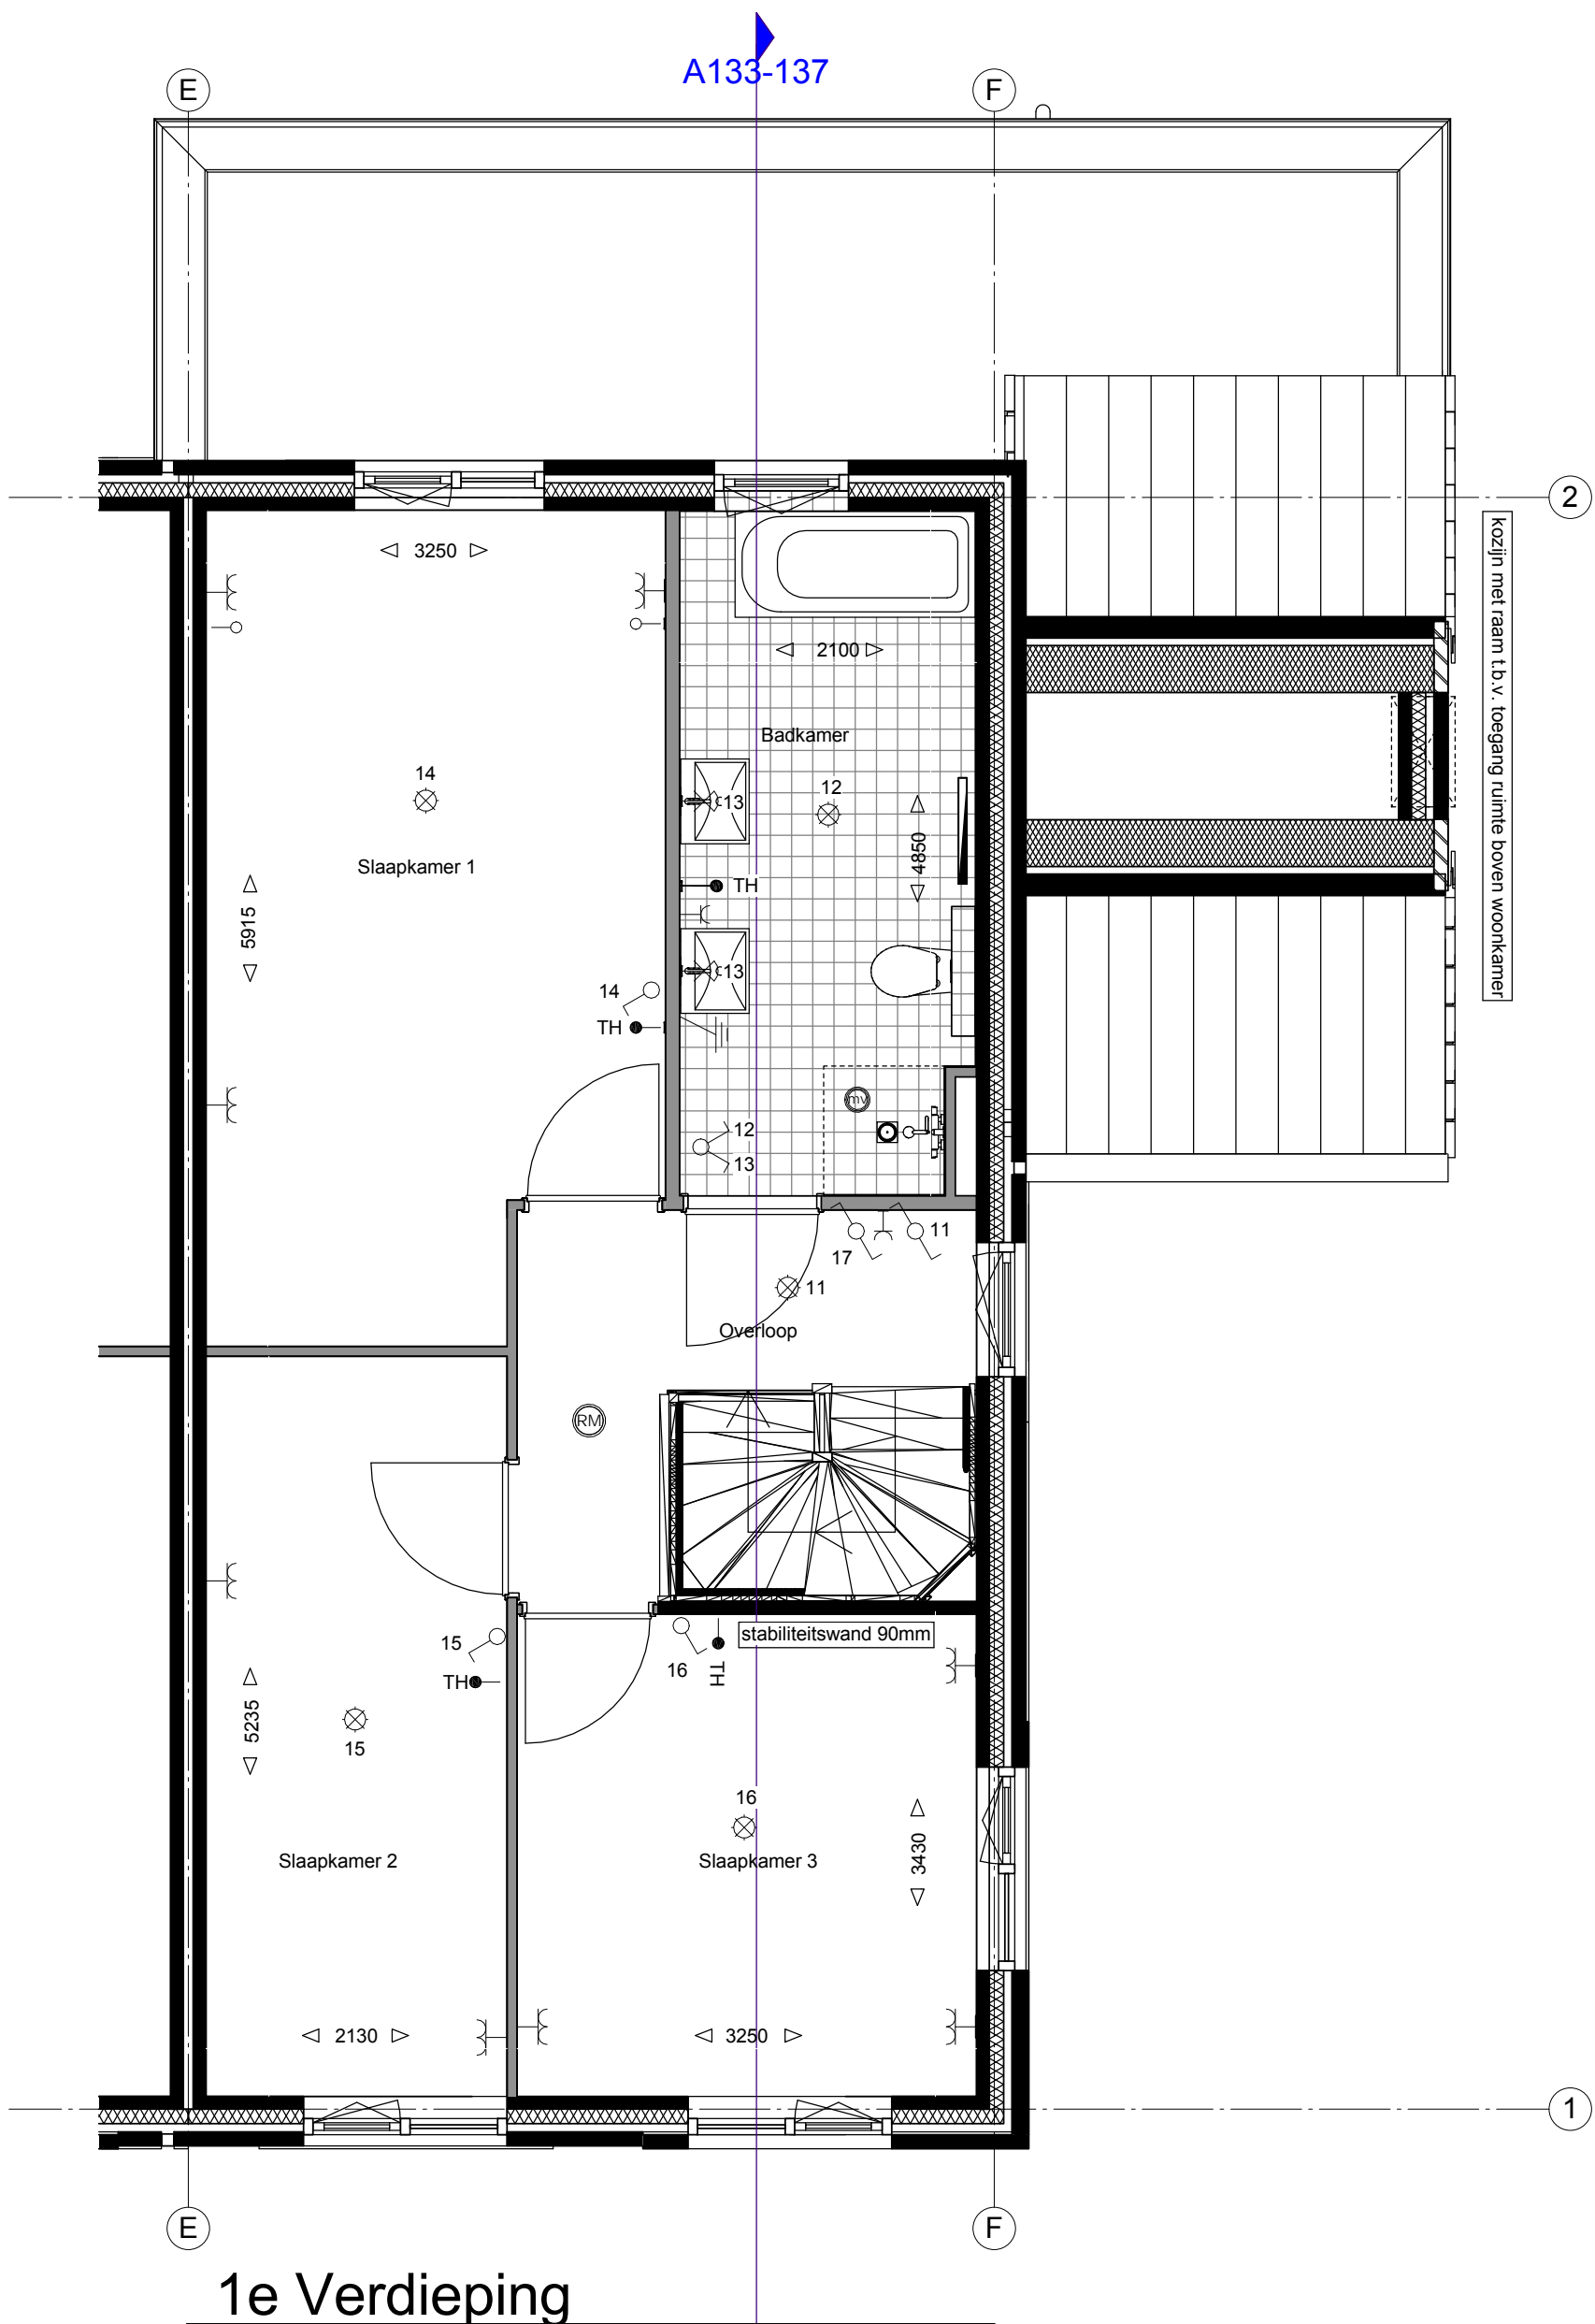 A133-137
E
F
2
kozijn met raam t.b.v. toegang ruimte boven woonkamer
3250
2100
Badkamer
14
12
13
4850
Slaapkamer 1
TH
5915
13
14
TH
mv
12
13
11
17
11
Overloop
RM
stabiliteitswand 90mm
15
16
TH
TH
5235
15
16
3430
Slaapkamer 2
Slaapkamer 3
2130
3250
1
E
F
1e Verdieping